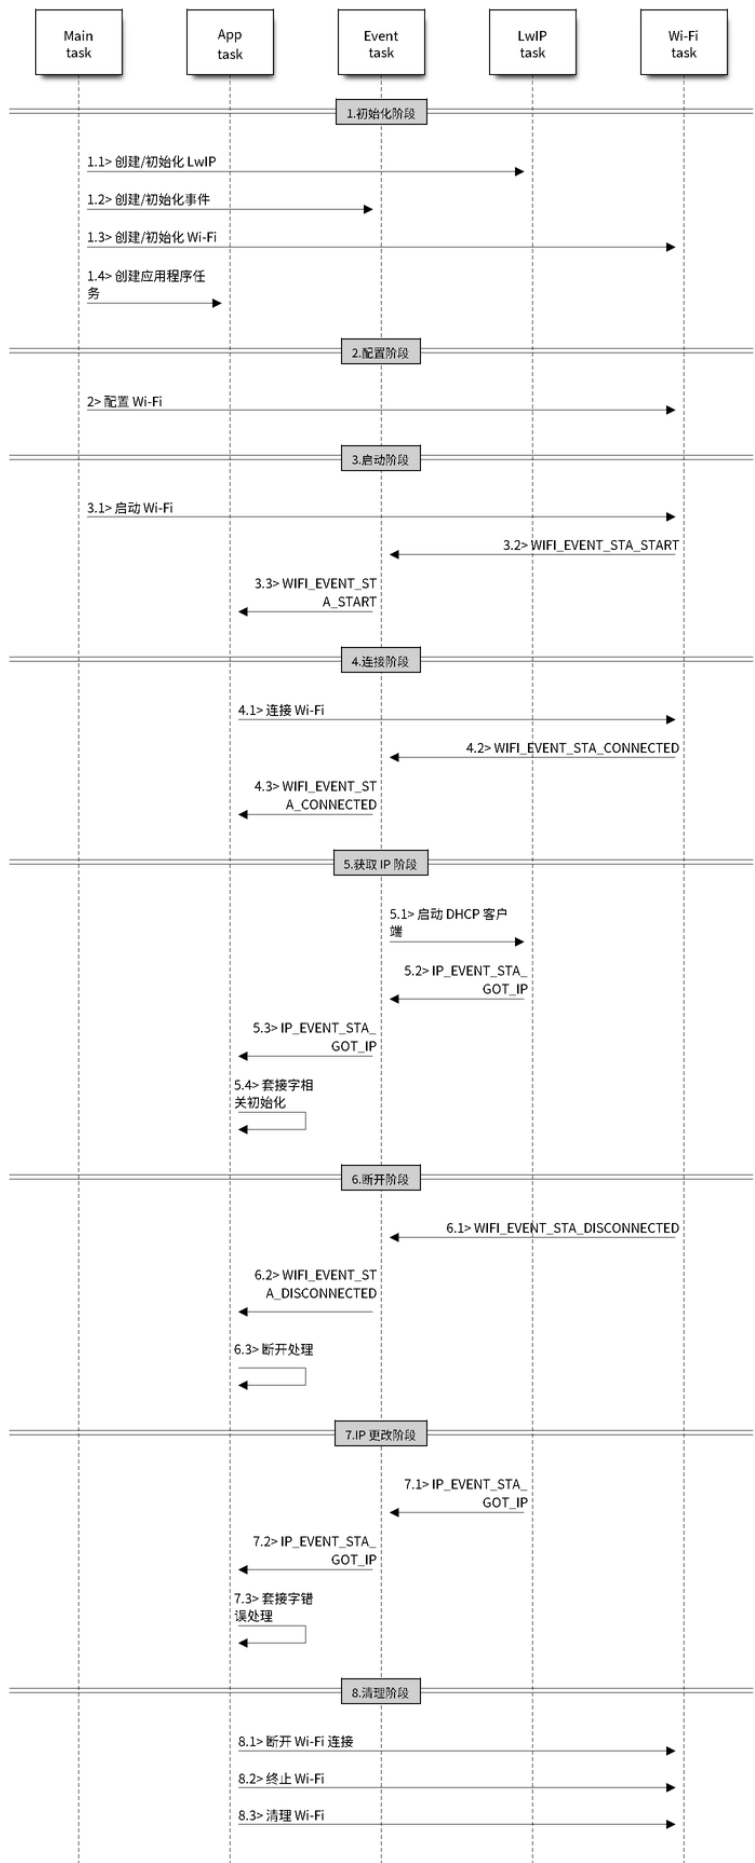 Main
task
App
task
Event
task
LwIP
task
Wi-Fi
task
1.初始化阶段
1.1> 创建/初始化 LwIP
1.2> 创建/初始化事件
1.3> 创建/初始化 Wi-Fi
1.4> 创建应用程序任
务
2.配置阶段
2> 配置 Wi-Fi
3.启动阶段
3.1> 启动 Wi-Fi
3.2> WIFI_EVENT_STA_START
3.3> WIFI_EVENT_ST
A_START
4.连接阶段
4.1> 连接 Wi-Fi
4.2> WIFI_EVENT_STA_CONNECTED
4.3> WIFI_EVENT_ST
A_CONNECTED
5.获取 IP 阶段
5.1> 启动 DHCP 客户
端
5.2> IP_EVENT_STA_
GOT_IP
5.3> IP_EVENT_STA_
GOT_IP
5.4> 套接字相
关初始化
6.断开阶段
6.1> WIFI_EVENT_STA_DISCONNECTED
6.2> WIFI_EVENT_ST
A_DISCONNECTED
6.3> 断开处理
7.IP 更改阶段
7.1> IP_EVENT_STA_
GOT_IP
7.2> IP_EVENT_STA_
GOT_IP
7.3> 套接字错
误处理
8.清理阶段
8.1> 断开 Wi-Fi 连接
8.2> 终止 Wi-Fi
8.3> 清理 Wi-Fi